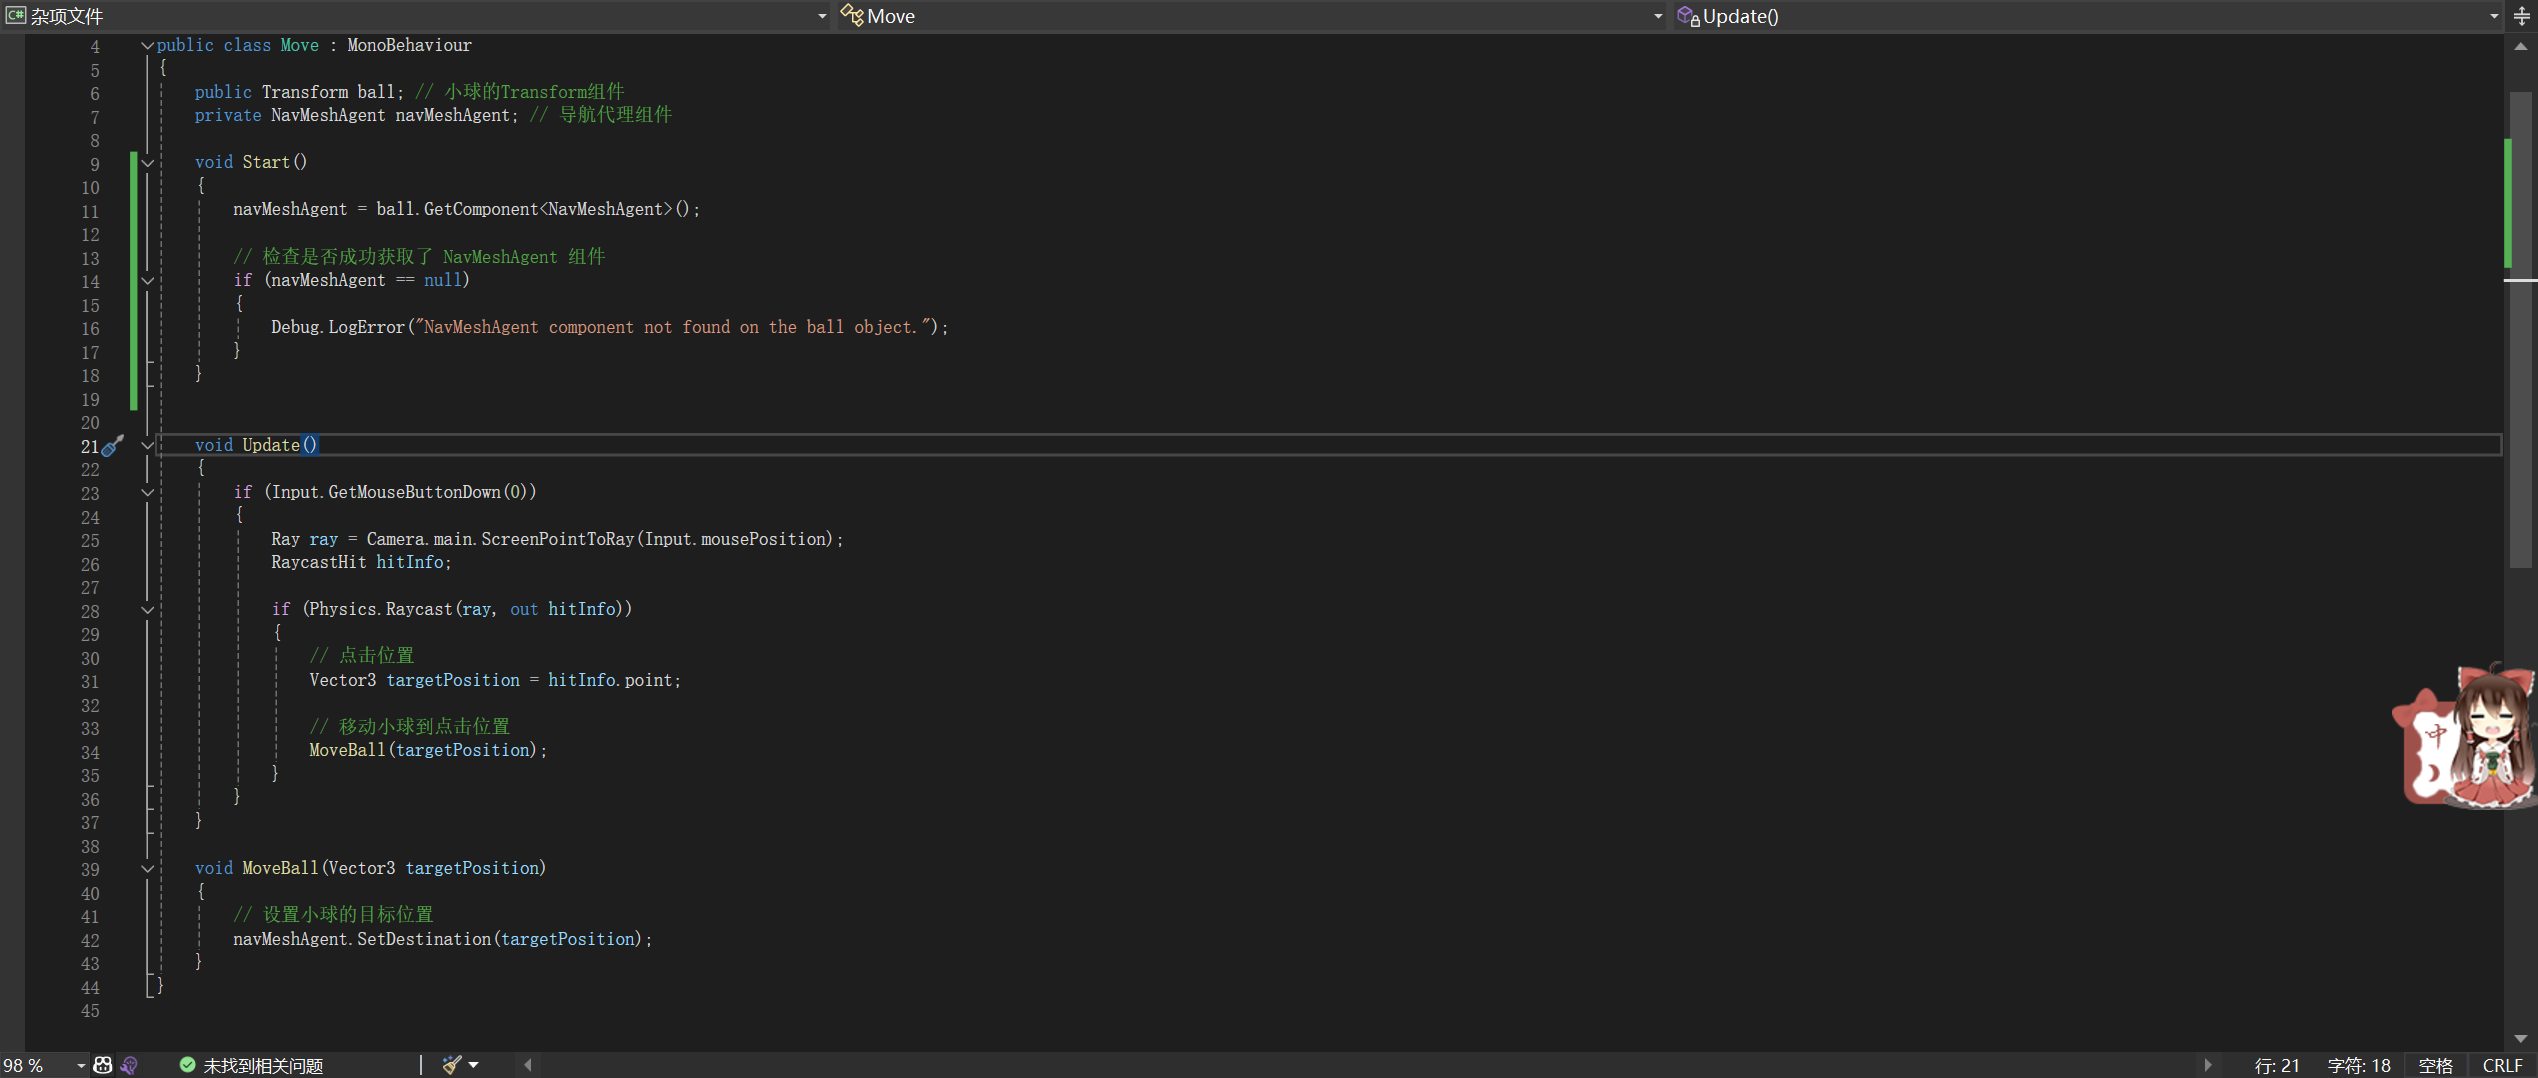 C# 杂项文件 Move Update()
4 public class Move : MonoBehaviour
5 {
6 public Transform ball; // 小球的Transform组件
7 private NavMeshAgent navMeshAgent; // 导航代理组件
8
9 void Start()
10 {
11 navMeshAgent = ball.GetComponent<NavMeshAgent>();
12
13 // 检查是否成功获取了 NavMeshAgent 组件
14 if (navMeshAgent == null)
15 {
16 Debug.LogError("NavMeshAgent component not found on the ball object.");
17 }
18 }
19
20
21 void Update()
22 {
23 if (Input.GetMouseButtonDown(0))
24 {
25 Ray ray = Camera.main.ScreenPointToRay(Input.mousePosition);
26 RaycastHit hitInfo;
27
28 if (Physics.Raycast(ray, out hitInfo))
29 {
30 // 点击位置
31 Vector3 targetPosition = hitInfo.point;
32
33 // 移动小球到点击位置
34 MoveBall(targetPosition);
35 }
36 }
37 }
38
39 void MoveBall(Vector3 targetPosition)
40 {
41 // 设置小球的目标位置
42 navMeshAgent.SetDestination(targetPosition);
43 }
44 }
45
中
98 % 未找到相关问题 行: 21 字符: 18 空格 CRLF